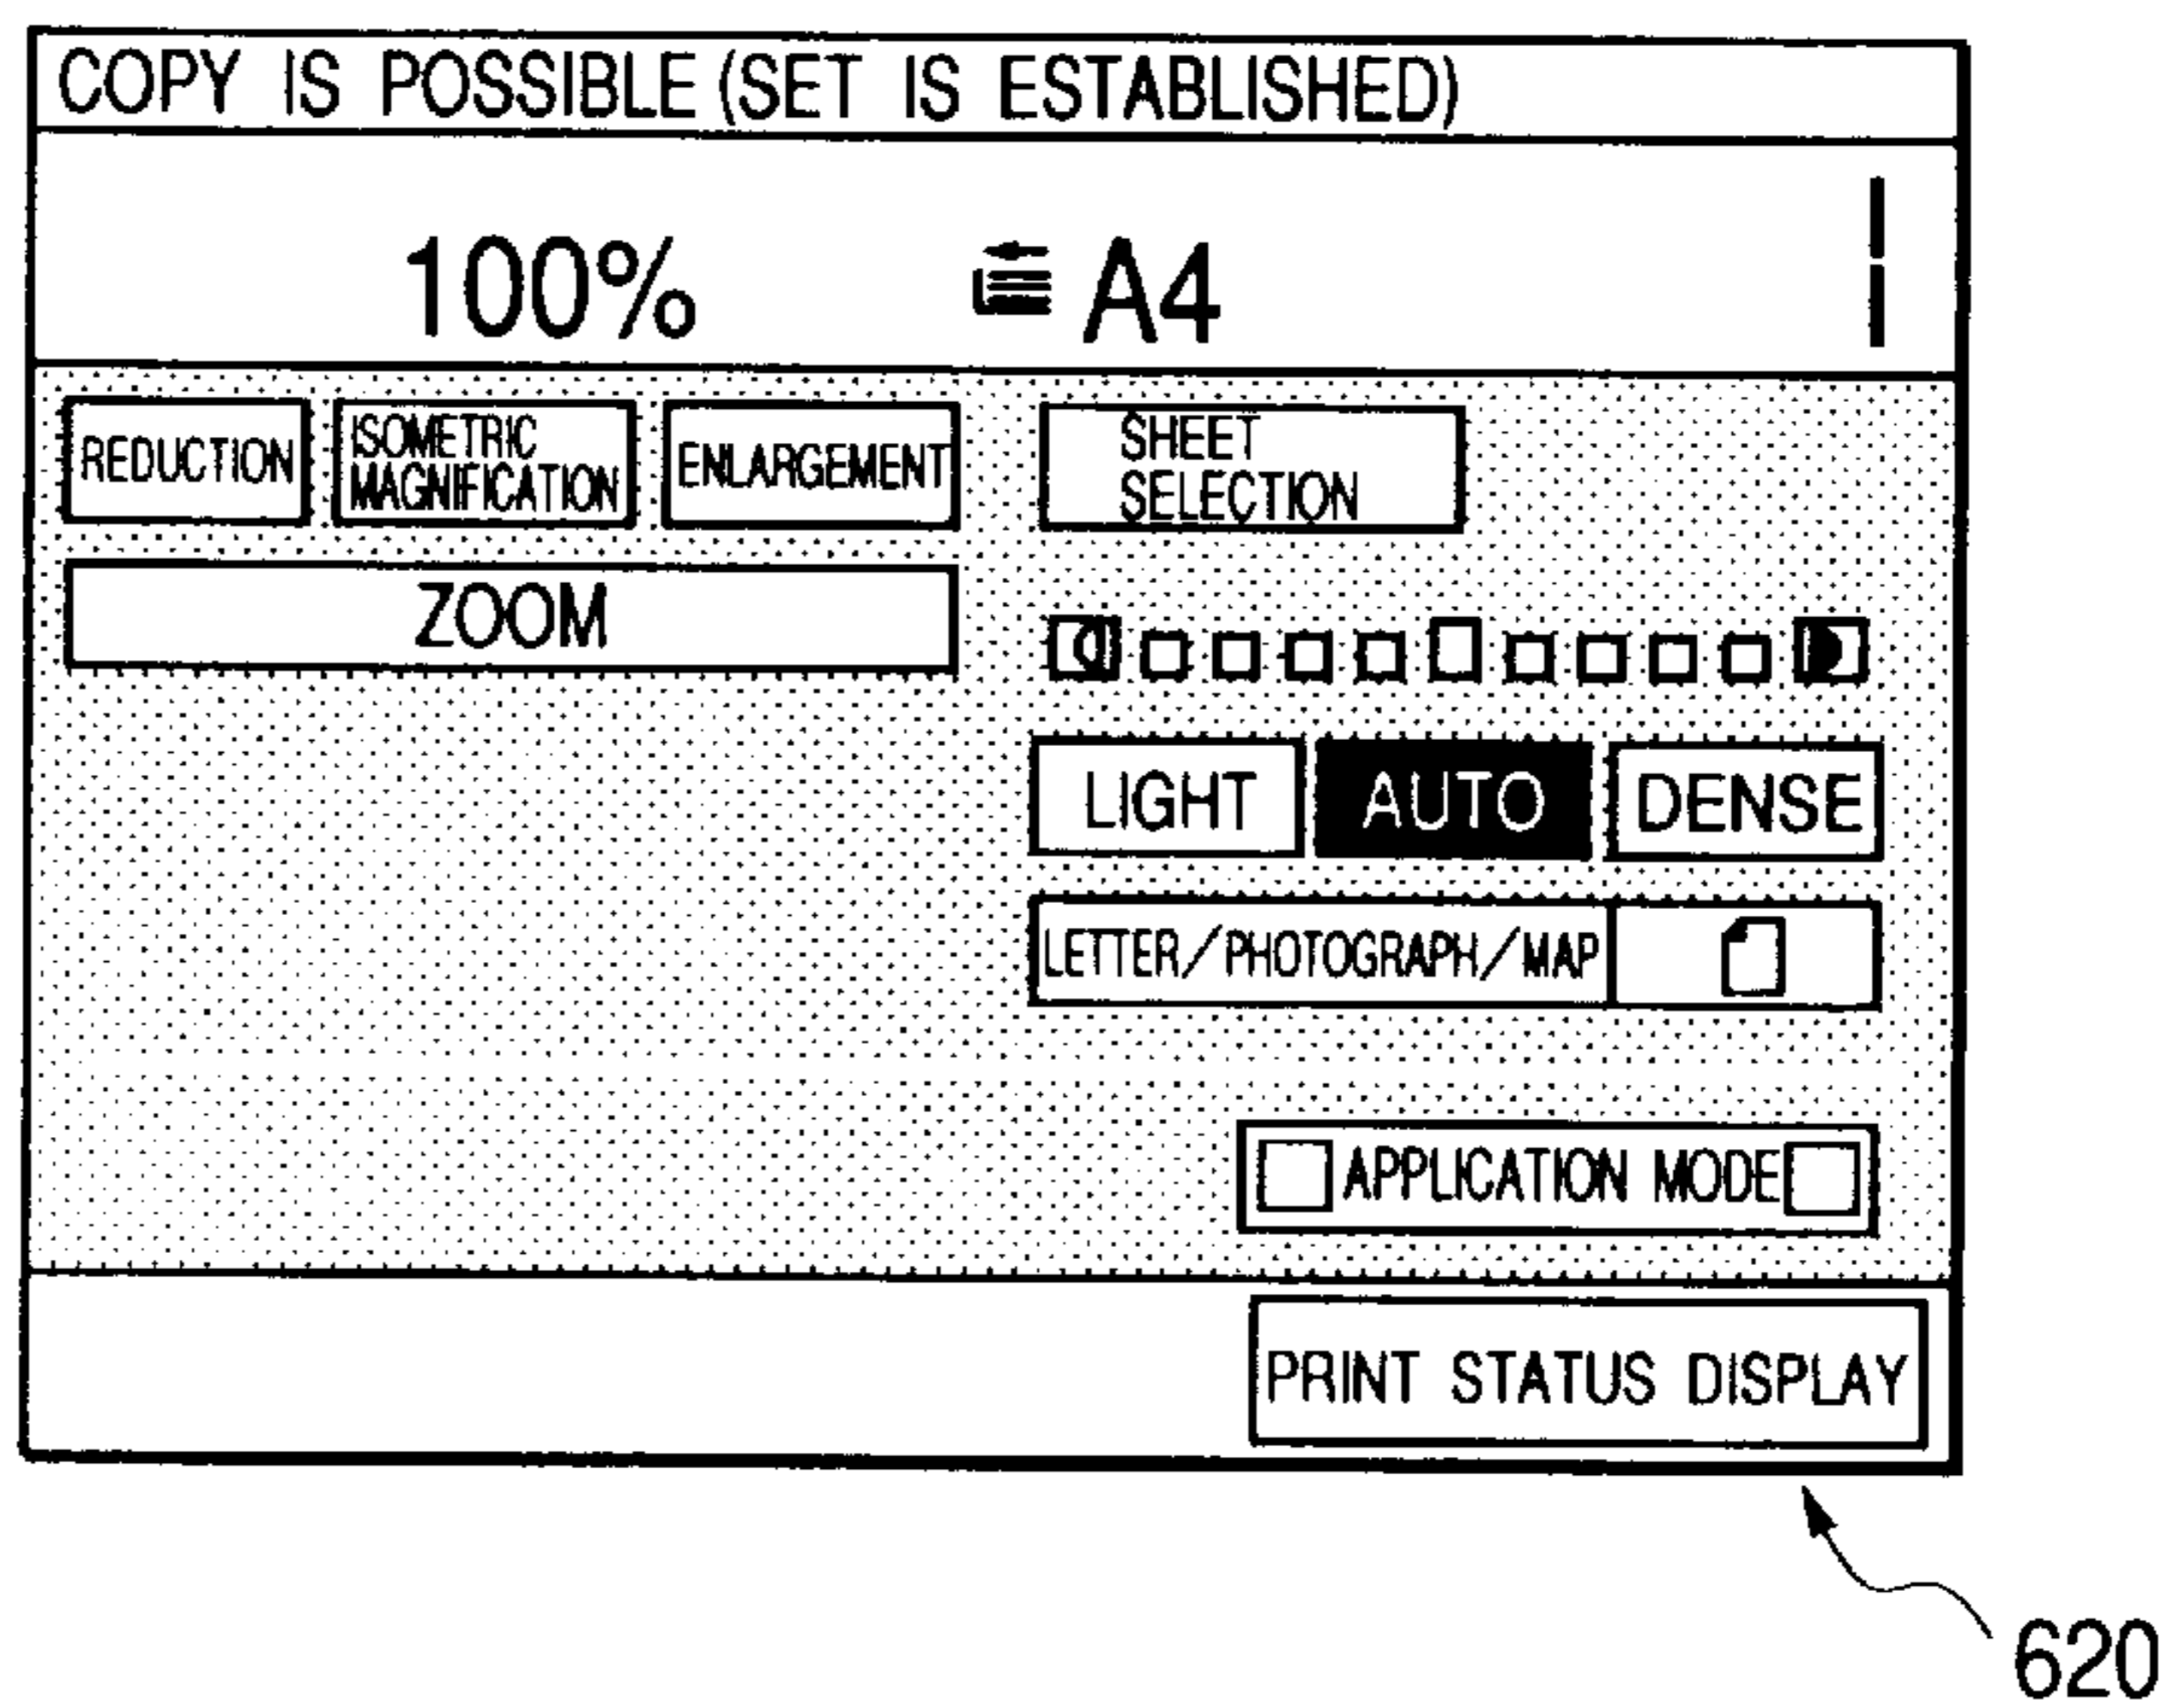 COPY IS POSSIBLE (SET IS ESTABLISHED)
100% A4 1
REDUCTION
ISOMETRIC
MAGNIFICATION
ENLARGEMENT
SHEET
SELECTION
ZOOM
LIGHT AUTO DENSE
LETTER/PHOTOGRAPH/MAP
APPLICATION MODE
PRINT STATUS DISPLAY
620